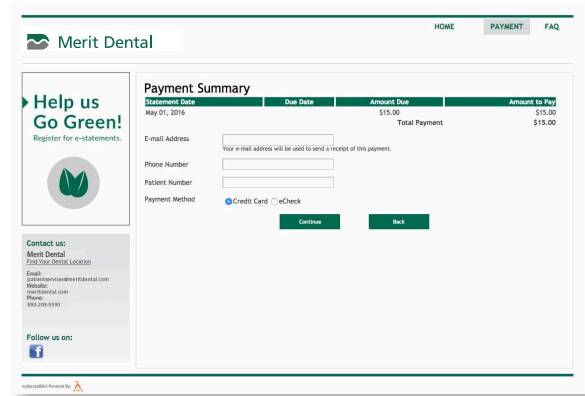 HOME PAYMENT FAQ
Merit Dental
Help us
Go Green!
Register for e-statements.
Payment Summary
Statement Date Due Date Amount Due Amount to Pay
May 01, 2016 $15.00 $15.00
Total Payment $15.00
E-mail Address
Your e-mail address will be used to send a receipt of this payment.
Phone Number
Patient Number
Payment Method Credit Card eCheck
Continue Back
Contact us:
Merit Dental
Find Your Dental Location
Email:
patientservices@meritdental.com
Website:
meritdental.com
Phone:
Follow us on:
Powered By: